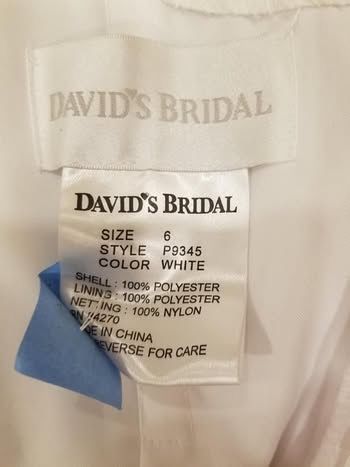 DAVID'S BRIDAL
DAVID'S BRIDAL
SIZE 6
STYLE P9345
COLOR WHITE
SHELL : 100% POLYESTER
LINING : 100% POLYESTER
NETTING : 100% NYLON
4270
IN CHINA
REVERSE FOR CARE